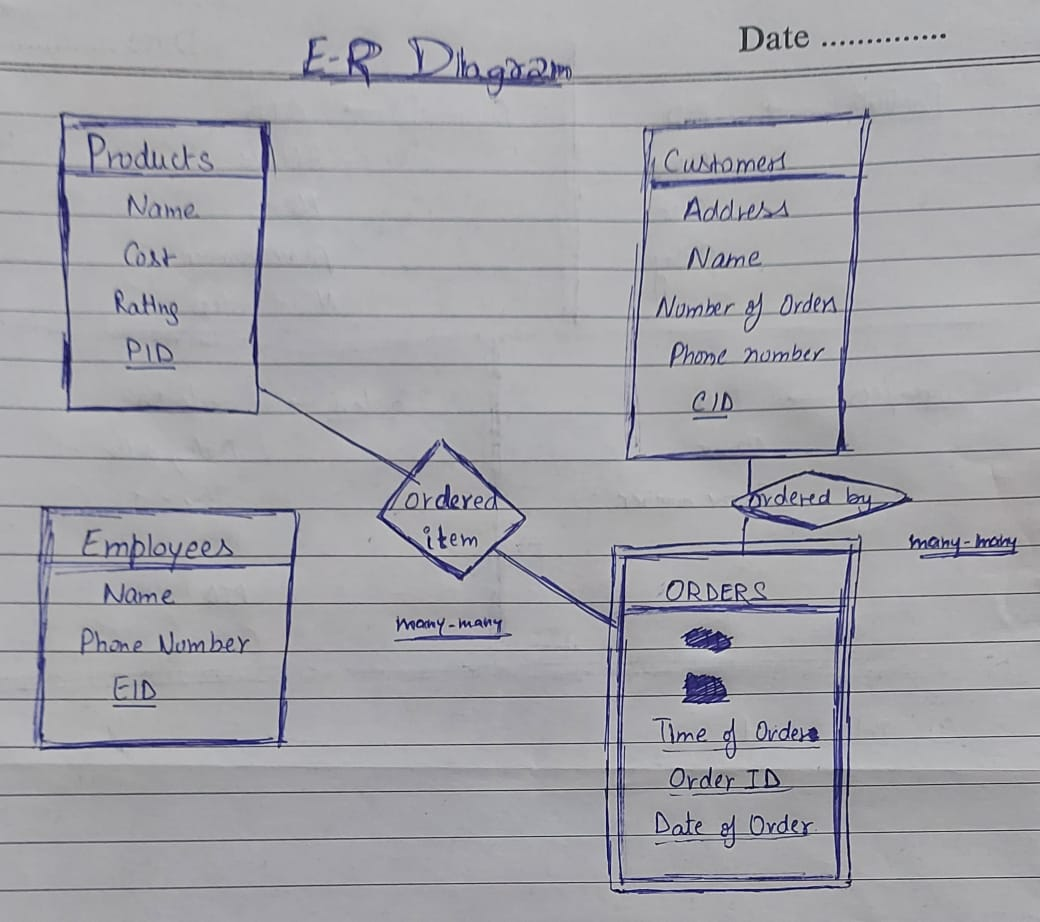 Date ..............
E-R Diagram
Products
Name
Cost
Rating
PID
Customers
Address
Name
Number of Orders
Phone number
CID
ordered
item
many-many
ordered by
many-many
Employees
Name
Phone Number
EID
ORDERS
Time of Order
Order ID
Date of Order